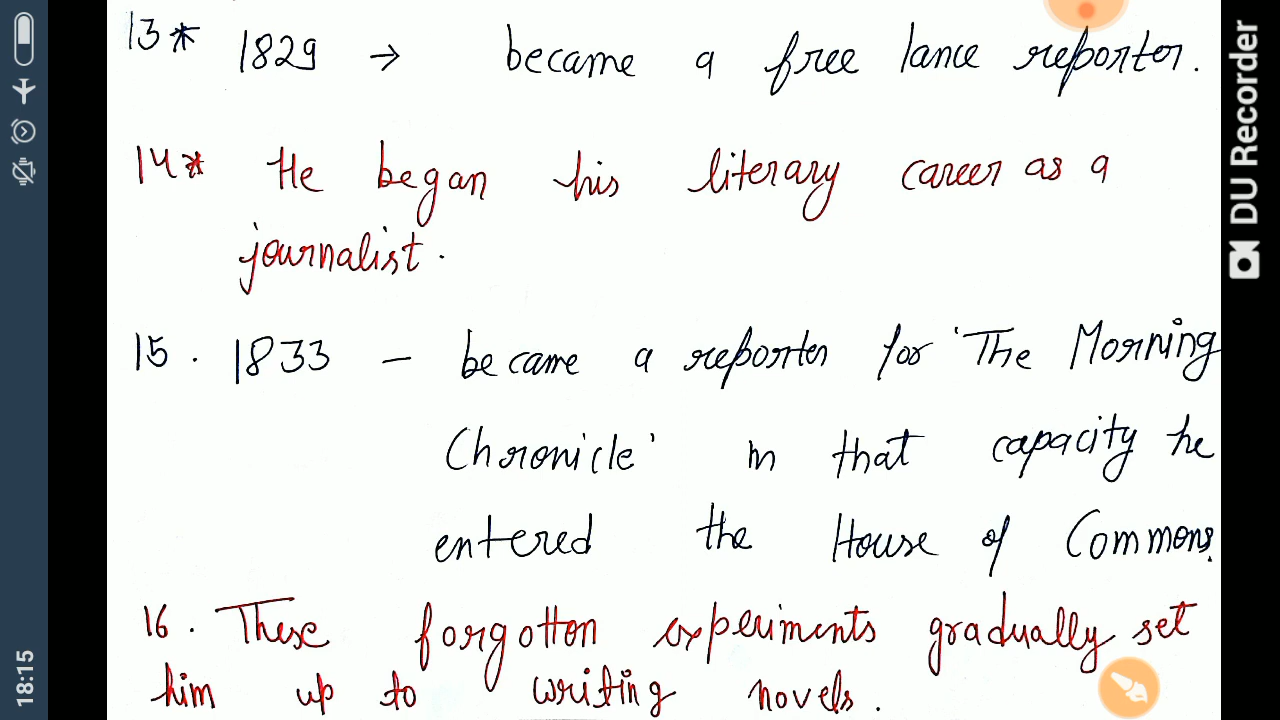 13* 1829 → became a free lance reporter.
14* He began his literary career as a
journalist.
15. 1833 – became a reporter for 'The Morning
Chronicle' in that capacity he
entered the House of Commons.
16. These forgotton experiments gradually set
him up to writing novels.
DU Recorder
18:15